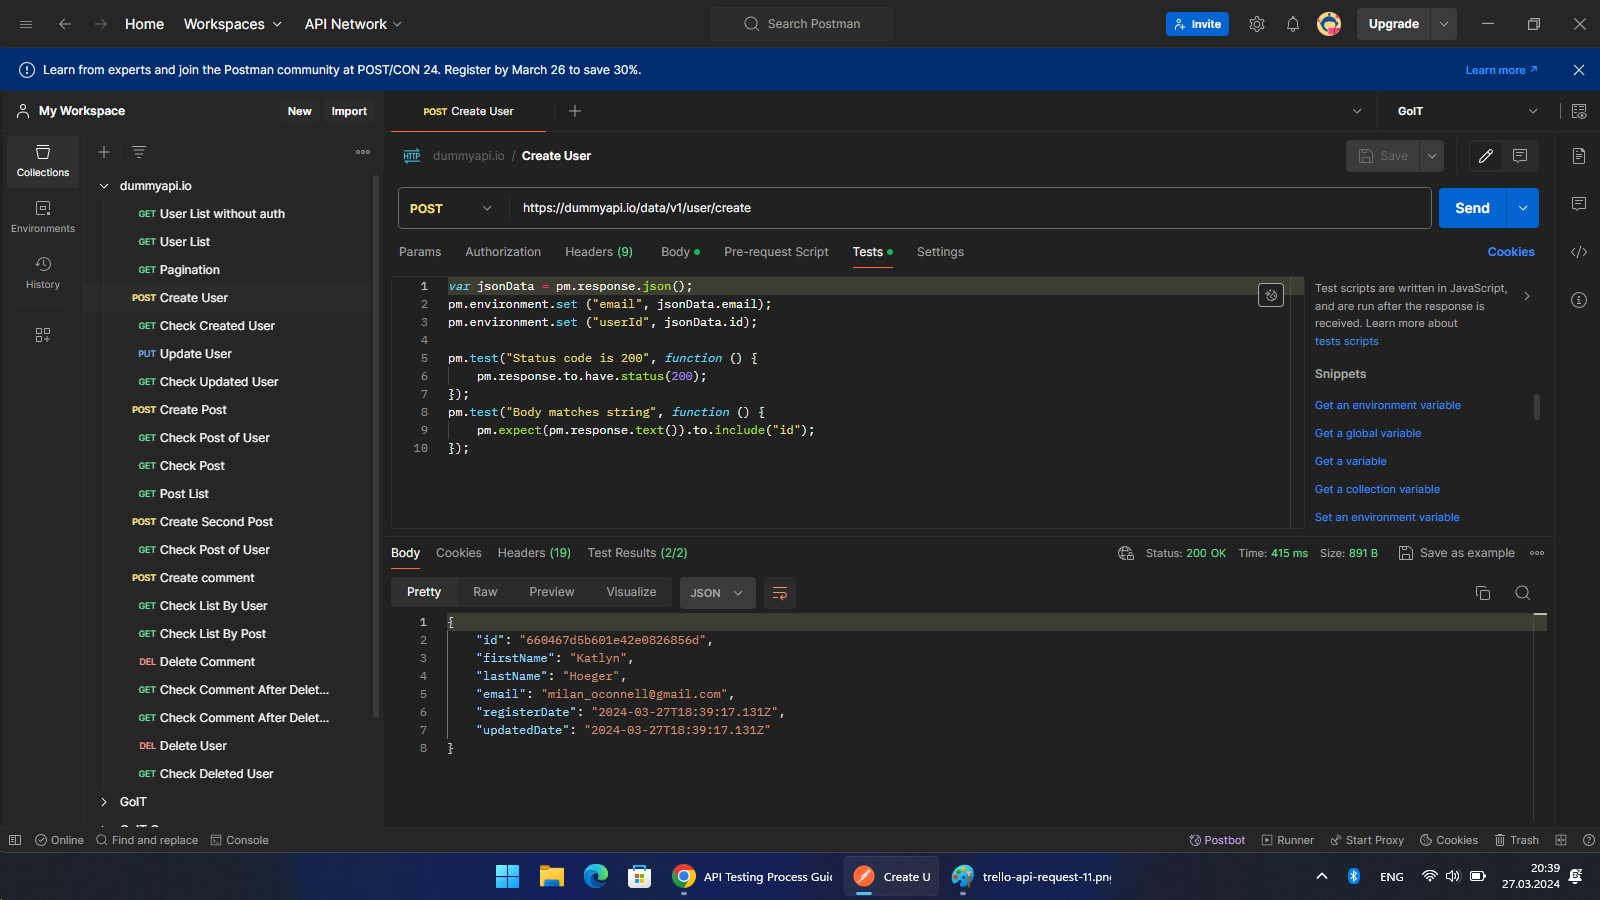 Home
Workspaces
API Network
Search Postman
Invite
Upgrade
Learn from experts and join the Postman community at POST/CON 24. Register by March 26 to save 30%.
Learn more
My Workspace
New
Import
POST Create User
GoIT
Collections
Environments
History
dummyapi.io
GET User List without auth
GET User List
GET Pagination
POST Create User
GET Check Created User
PUT Update User
GET Check Updated User
POST Create Post
GET Check Post of User
GET Check Post
GET Post List
POST Create Second Post
GET Check Post of User
POST Create comment
GET Check List By User
GET Check List By Post
DEL Delete Comment
GET Check Comment After Delet...
GET Check Comment After Delet...
DEL Delete User
GET Check Deleted User
GoIT
HTTP dummyapi.io / Create User
Save
POST
https://dummyapi.io/data/v1/user/create
Send
Params
Authorization
Headers (9)
Body
Pre-request Script
Tests
Settings
Cookies
1 var jsonData = pm.response.json();
2 pm.environment.set ("email", jsonData.email);
3 pm.environment.set ("userId", jsonData.id);
4
5 pm.test("Status code is 200", function () {
6 pm.response.to.have.status(200);
7 });
8 pm.test("Body matches string", function () {
9 pm.expect(pm.response.text()).to.include("id");
10 });
Test scripts are written in JavaScript,
and are run after the response is
received. Learn more about
tests scripts
Snippets
Get an environment variable
Get a global variable
Get a variable
Get a collection variable
Set an environment variable
Body
Cookies
Headers (19)
Test Results (2/2)
Status: 200 OK
Time: 415 ms
Size: 891 B
Save as example
Pretty
Raw
Preview
Visualize
JSON
1 {
2 "id": "660467d5b601e42e0826856d",
3 "firstName": "Katlyn",
4 "lastName": "Hoeger",
5 "email": "milan_oconnell@gmail.com",
6 "registerDate": "2024-03-27T18:39:17.131Z",
7 "updatedDate": "2024-03-27T18:39:17.131Z"
8 }
Online
Find and replace
Console
Postbot
Runner
Start Proxy
Cookies
Trash
API Testing Process Guid
Create U
trello-api-request-11.png
ENG
20:39
27.03.2024